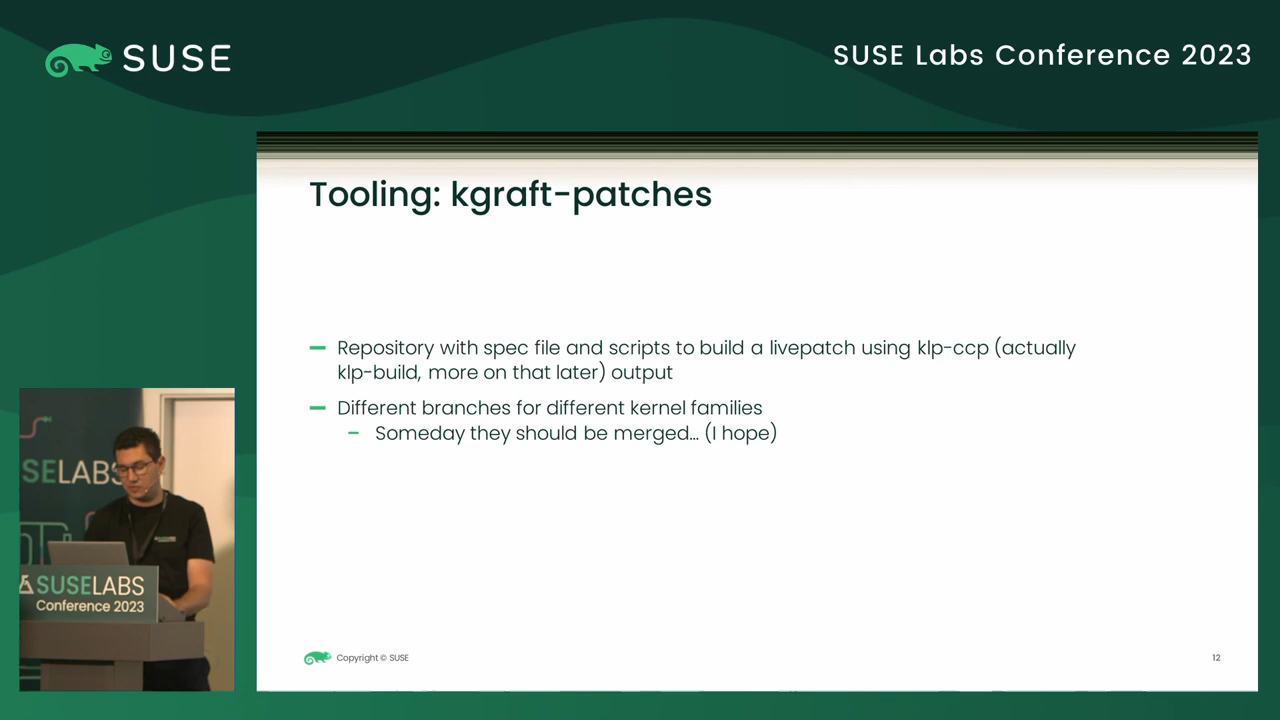 SUSE
SUSE Labs Conference 2023
Tooling: kgraft-patches
Repository with spec file and scripts to build a livepatch using klp-ccp (actually
klp-build, more on that later) output
Different branches for different kernel families
Someday they should be merged... (I hope)
SELABS
SUSELABS
Conference 2023
Copyright © SUSE
12